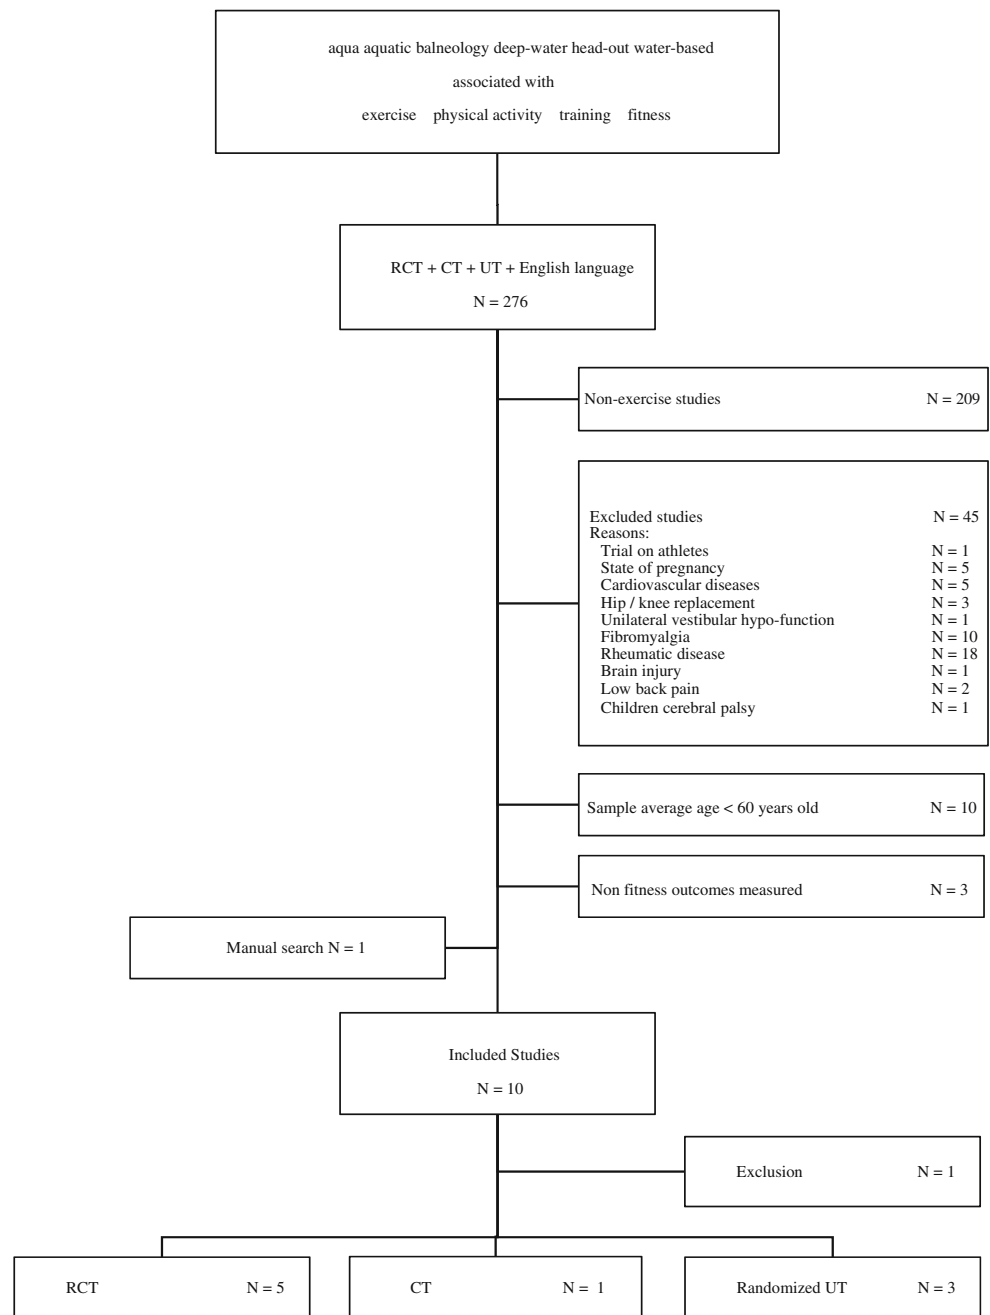 aqua aquatic balneology deep-water head-out water-based
associated with
exercise physical activity training fitness
RCT + CT + UT + English language
N = 276
Non-exercise studies N = 209
Excluded studies N = 45
Reasons:
Trial on athletes N = 1
State of pregnancy N = 5
Cardiovascular diseases N = 5
Hip / knee replacement N = 3
Unilateral vestibular hypo-function N = 1
Fibromyalgia N = 10
Rheumatic disease N = 18
Brain injury N = 1
Low back pain N = 2
Children cerebral palsy N = 1
Sample average age < 60 years old N = 10
Non fitness outcomes measured N = 3
Manual search N = 1
Included Studies
N = 10
Exclusion N = 1
RCT N = 5
CT N = 1
Randomized UT N = 3